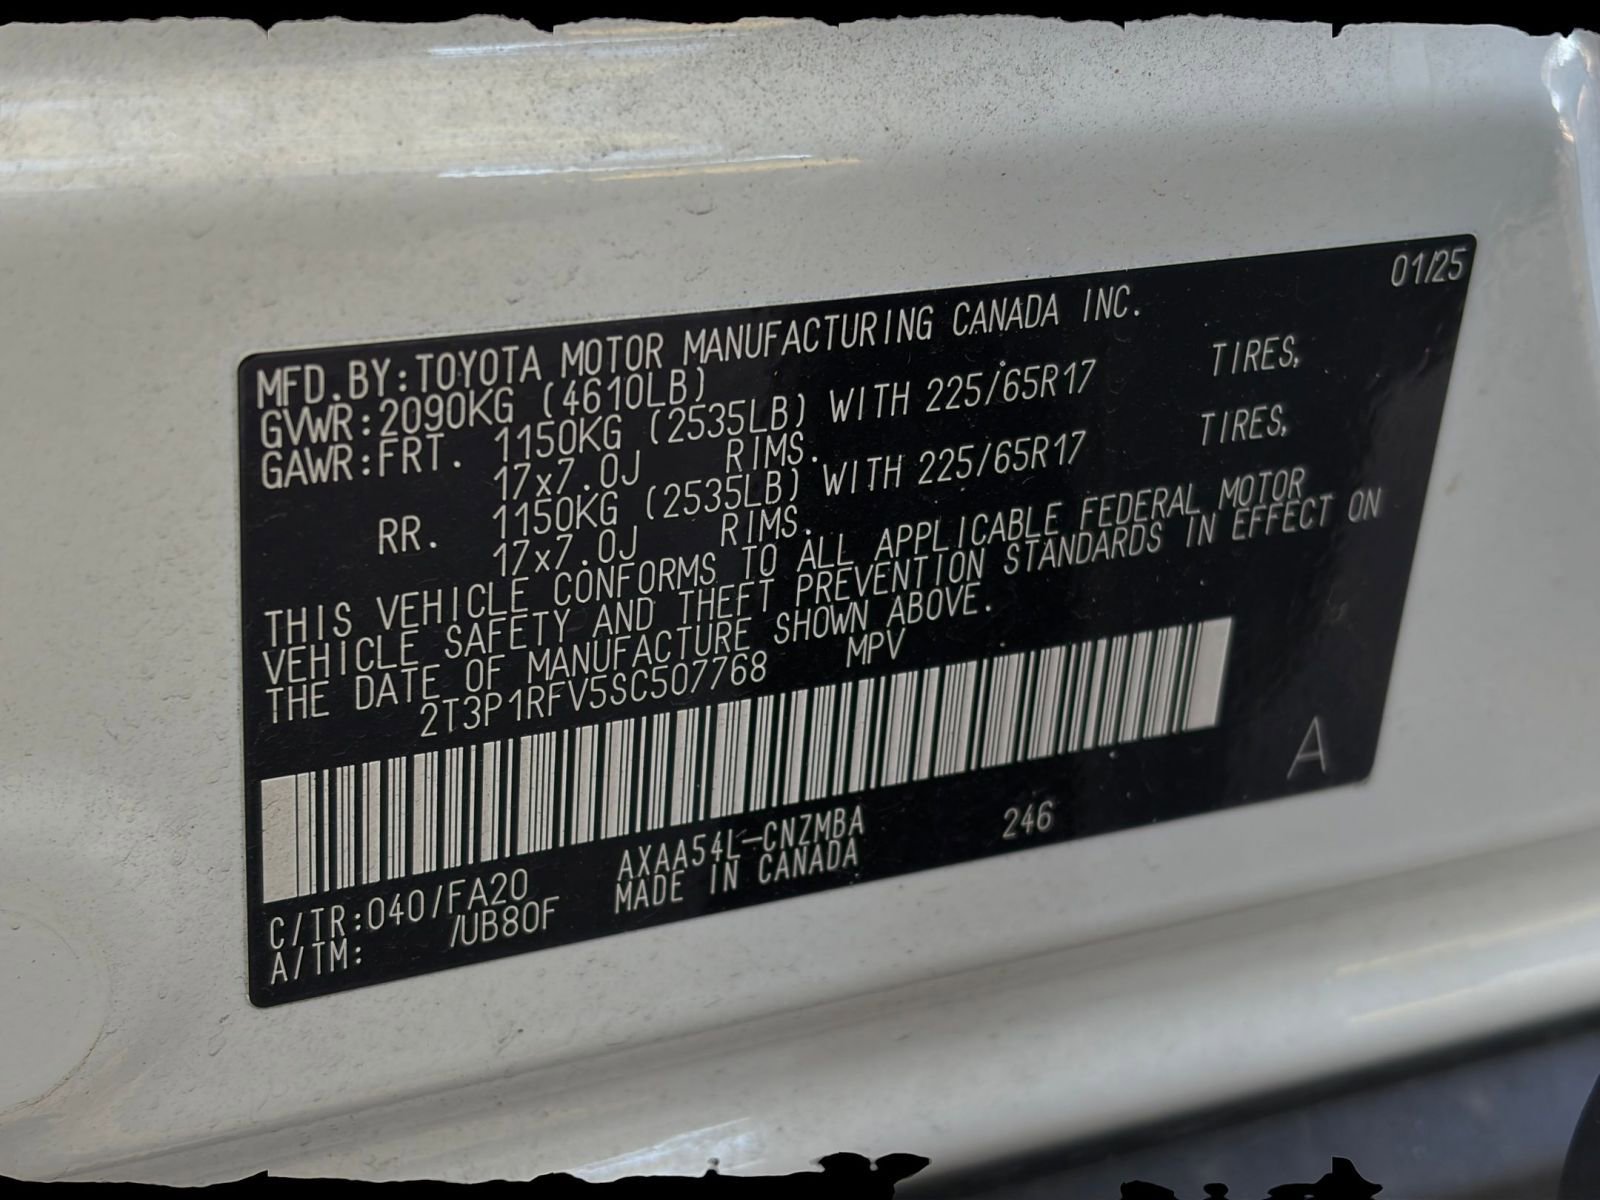 01/25
MFD.BY:TOYOTA MOTOR MANUFACTURING CANADA INC.
GVWR:2090KG (4610LB)
GAWR:FRT. 1150KG (2535LB) WITH 225/65R17 TIRES,
17x7.0J RIMS.
RR. 1150KG (2535LB) WITH 225/65R17 TIRES,
17x7.0J RIMS.
THIS VEHICLE CONFORMS TO ALL APPLICABLE FEDERAL MOTOR
VEHICLE SAFETY AND THEFT PREVENTION STANDARDS IN EFFECT ON
THE DATE OF MANUFACTURE SHOWN ABOVE.
2T3P1RFV5SC507768 MPV
A
C/TR:040/FA20 AXAA54L-CNZMBA 246
A/TM: /UB80F MADE IN CANADA